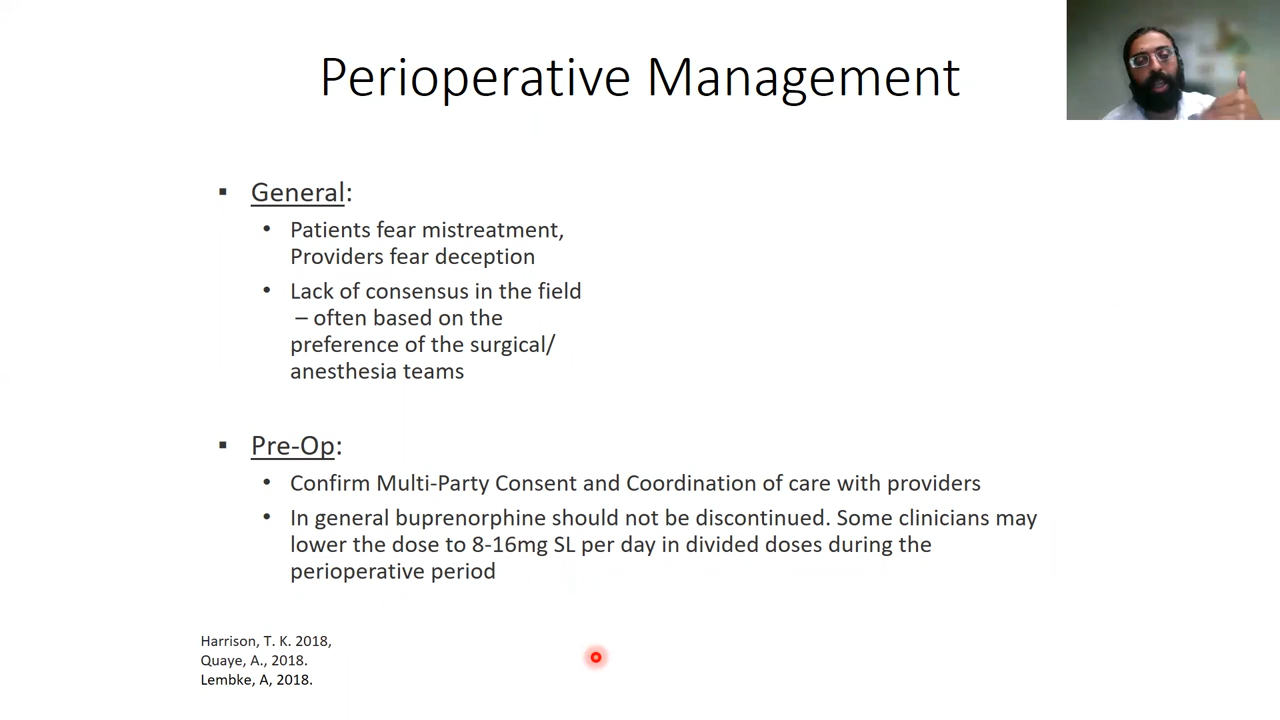 Perioperative Management
▪ General:
• Patients fear mistreatment,
Providers fear deception
• Lack of consensus in the field
– often based on the
preference of the surgical/
anesthesia teams
▪ Pre-Op:
• Confirm Multi-Party Consent and Coordination of care with providers
• In general buprenorphine should not be discontinued. Some clinicians may
lower the dose to 8-16mg SL per day in divided doses during the
perioperative period
Harrison, T. K. 2018,
Quaye, A., 2018.
Lembke, A, 2018.